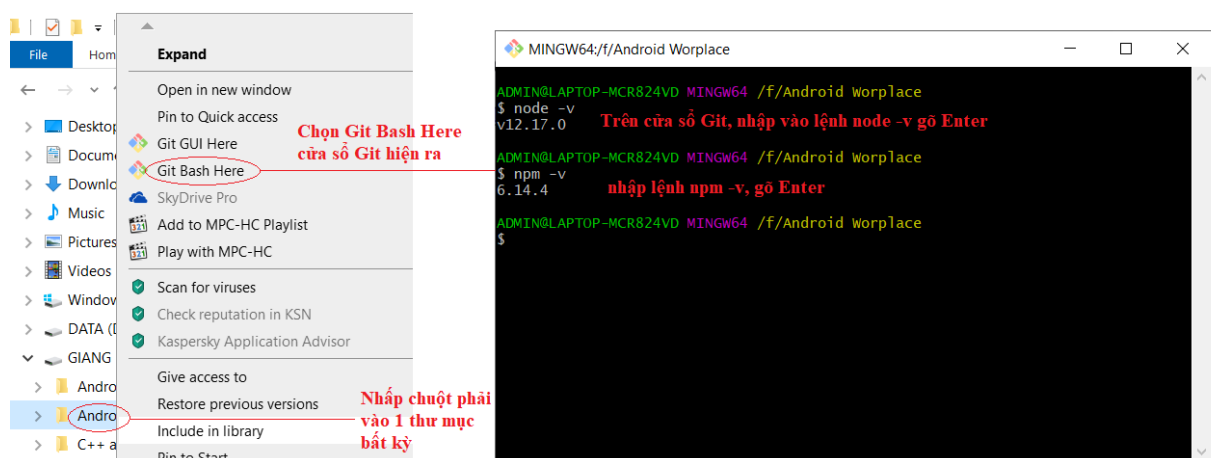 File
Hom
Desktop
Docum
Downlo
Music
Pictures
Videos
Window
DATA (D
GIANG
Andro
Andro
C++ a
Expand
Open in new window
Pin to Quick access
Git GUI Here
Git Bash Here
SkyDrive Pro
Add to MPC-HC Playlist
Play with MPC-HC
Scan for viruses
Check reputation in KSN
Kaspersky Application Advisor
Give access to
Restore previous versions
Include in library
Pin to Start
Chọn Git Bash Here
cửa sổ Git hiện ra
Nhấp chuột phải
vào 1 thư mục
bất kỳ
MINGW64:/f/Android Worplace
ADMIN@LAPTOP-MCR824VD MINGW64 /f/Android Worplace
$ node -v
v12.17.0
Trên cửa sổ Git, nhập vào lệnh node -v gõ Enter
ADMIN@LAPTOP-MCR824VD MINGW64 /f/Android Worplace
$ npm -v
6.14.4
nhập lệnh npm -v, gõ Enter
ADMIN@LAPTOP-MCR824VD MINGW64 /f/Android Worplace
$